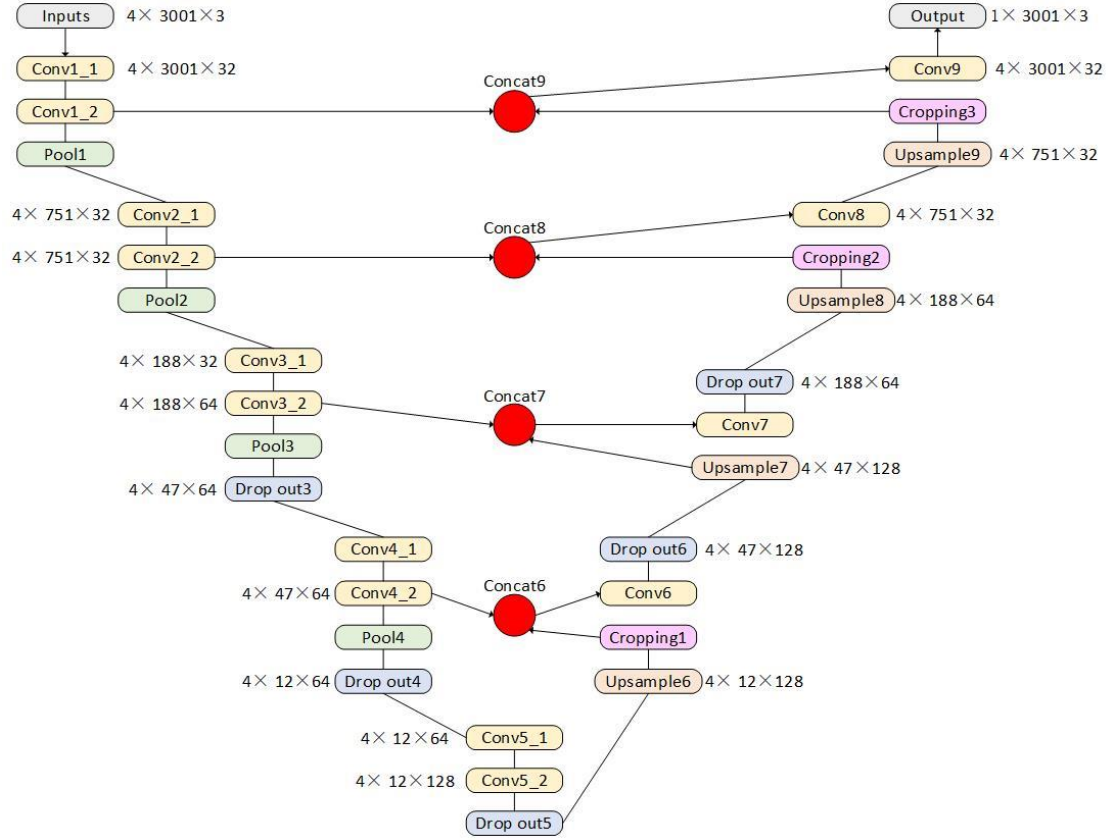 Inputs 4× 3001×3
Output 1× 3001×3
Conv1_1 4× 3001×32
Concat9
Conv9 4× 3001×32
Conv1_2
Cropping3
Pool1
Upsample9 4× 751×32
4× 751×32 Conv2_1
Concat8
Conv8 4× 751×32
4× 751×32 Conv2_2
Cropping2
Pool2
Upsample8 4× 188×64
4× 188×32 Conv3_1
Drop out7 4× 188×64
4× 188×64 Conv3_2
Concat7
Conv7
Pool3
Upsample7 4× 47×128
4× 47×64 Drop out3
Conv4_1
Drop out6 4× 47×128
4× 47×64 Conv4_2
Concat6
Conv6
Pool4
Cropping1
4× 12×64 Drop out4
Upsample6 4× 12×128
4× 12×64 Conv5_1
4× 12×128 Conv5_2
Drop out5